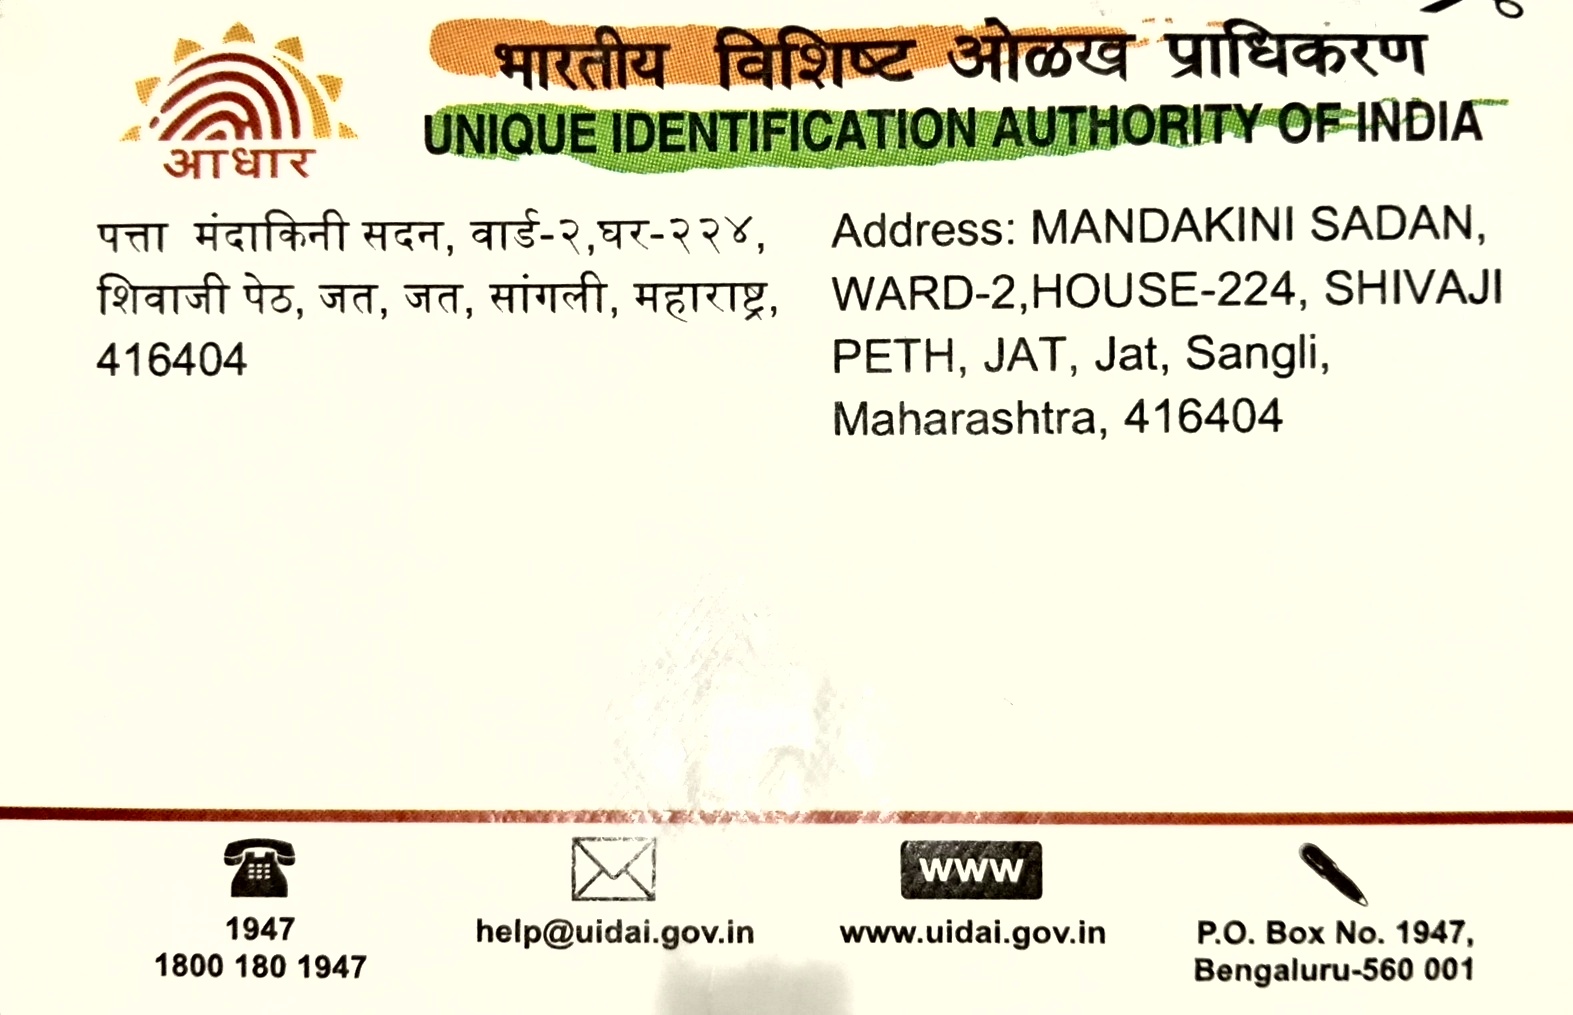 भारतीय विशिष्ट ओळख प्राधिकरण
UNIQUE IDENTIFICATION AUTHORITY OF INDIA
आधार
पत्ता मंदाकिनी सदन, वार्ड-२,घर-२२४,
शिवाजी पेठ, जत, जत, सांगली, महाराष्ट्र,
416404
Address: MANDAKINI SADAN,
WARD-2,HOUSE-224, SHIVAJI
PETH, JAT, Jat, Sangli,
Maharashtra, 416404
1947
1800 180 1947
help@uidai.gov.in
www
www.uidai.gov.in
P.O. Box No. 1947,
Bengaluru-560 001